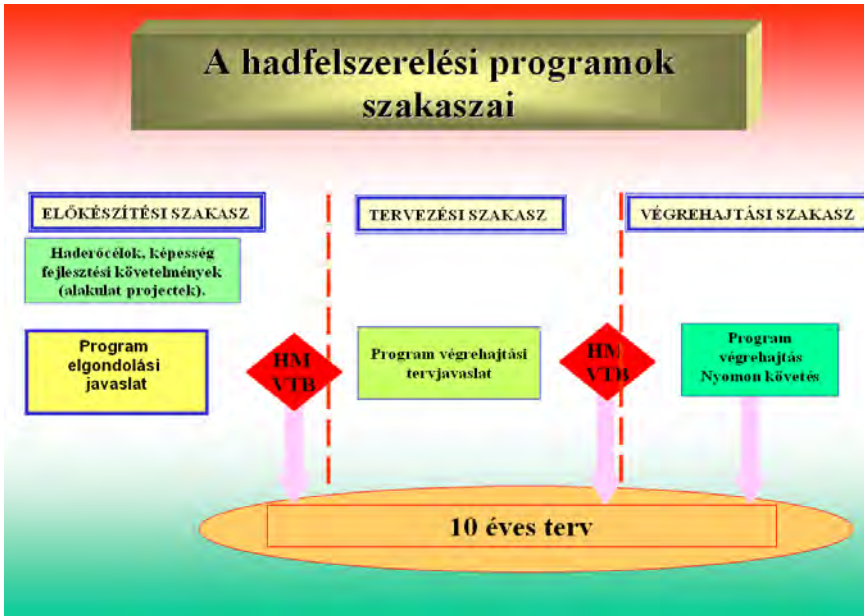 A hadfelszerelési programok
szakaszai
ELŐKÉSZÍTÉSI SZAKASZ
TERVEZÉSI SZAKASZ
VÉGREHAJTÁSI SZAKASZ
Haderőcélok, képesség
fejlesztési követelmények
(alakulat projectek).
Program
elgondolási
javaslat
HM
VTB
Program végrehajtási
tervjavaslat
HM
VTB
Program
végrehajtás
Nyomon követés
10 éves terv